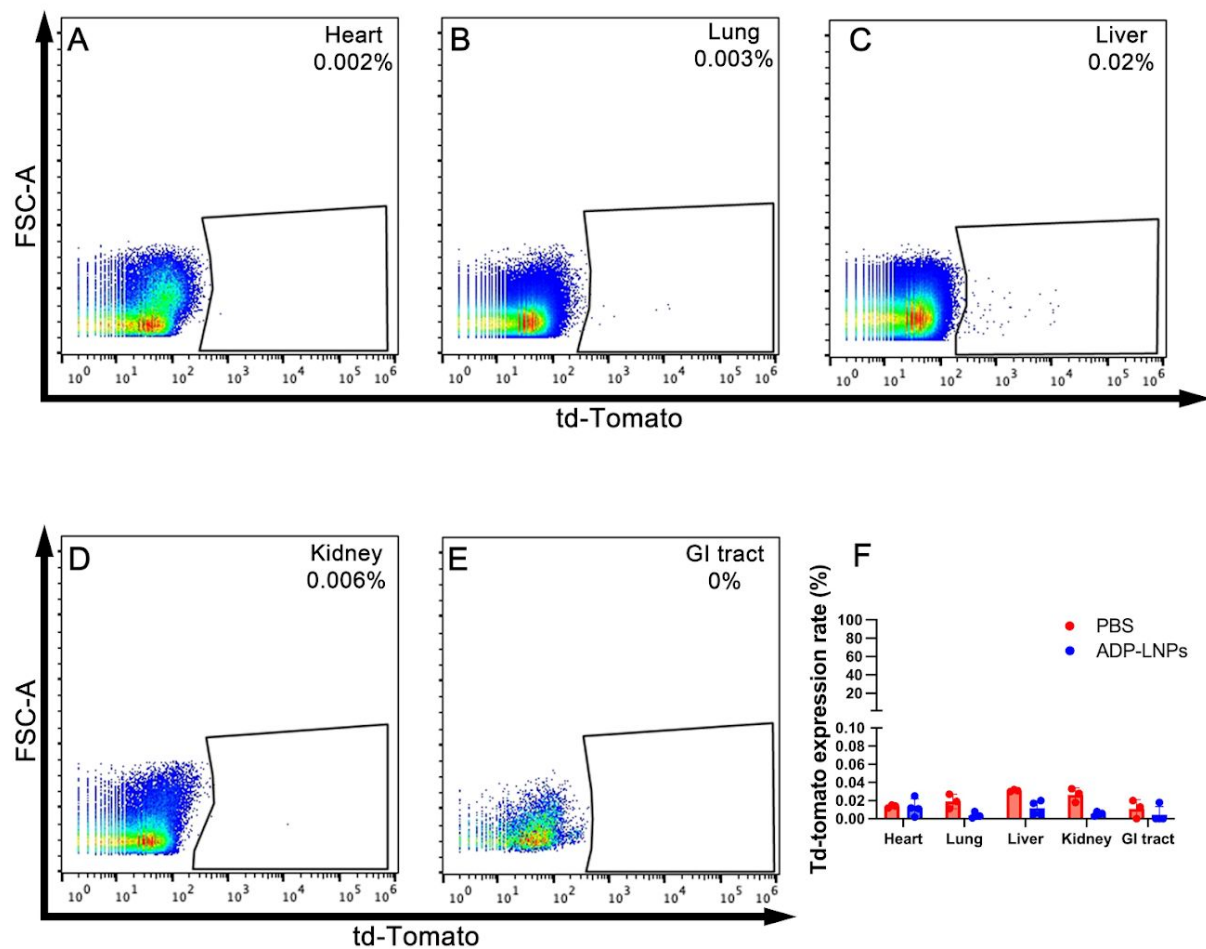 A
Heart
0.002%
B
Lung
0.003%
C
Liver
0.02%
FSC-A
10^0 10^1 10^2 10^3 10^4 10^5 10^6
10^0 10^1 10^2 10^3 10^4 10^5 10^6
10^0 10^1 10^2 10^3 10^4 10^5 10^6
td-Tomato
D
Kidney
0.006%
E
GI tract
0%
FSC-A
10^0 10^1 10^2 10^3 10^4 10^5 10^6
10^0 10^1 10^2 10^3 10^4 10^5 10^6
td-Tomato
F
Td-tomato expression rate (%)
100
80
60
40
20
0.10
0.08
0.06
0.04
0.02
0.00
PBS
ADP-LNPs
Heart Lung Liver Kidney GI tract